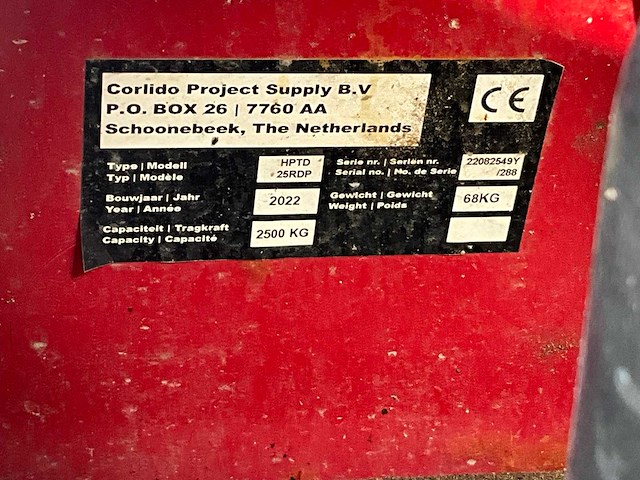 Corlido Project Supply B.V
P.O. BOX 26 | 7760 AA
Schoonebeek, The Netherlands
CE
Type | Modell
Typ | Modèle
HPTD
25RDP
Serie nr. | Serien nr.
Serial no. | No. de Serie
22082549Y
/288
Bouwjaar | Jahr
Year | Année
2022
Gewicht | Gewicht
Weight | Poids
68KG
Capaciteit | Tragkraft
Capacity | Capacité
2500 KG